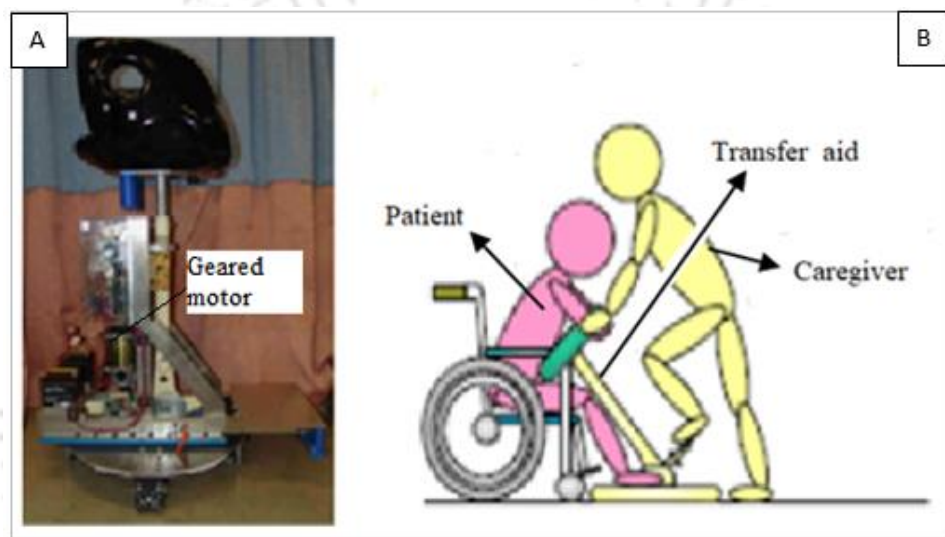 A
B
Transfer aid
Patient
Geared
motor
Caregiver